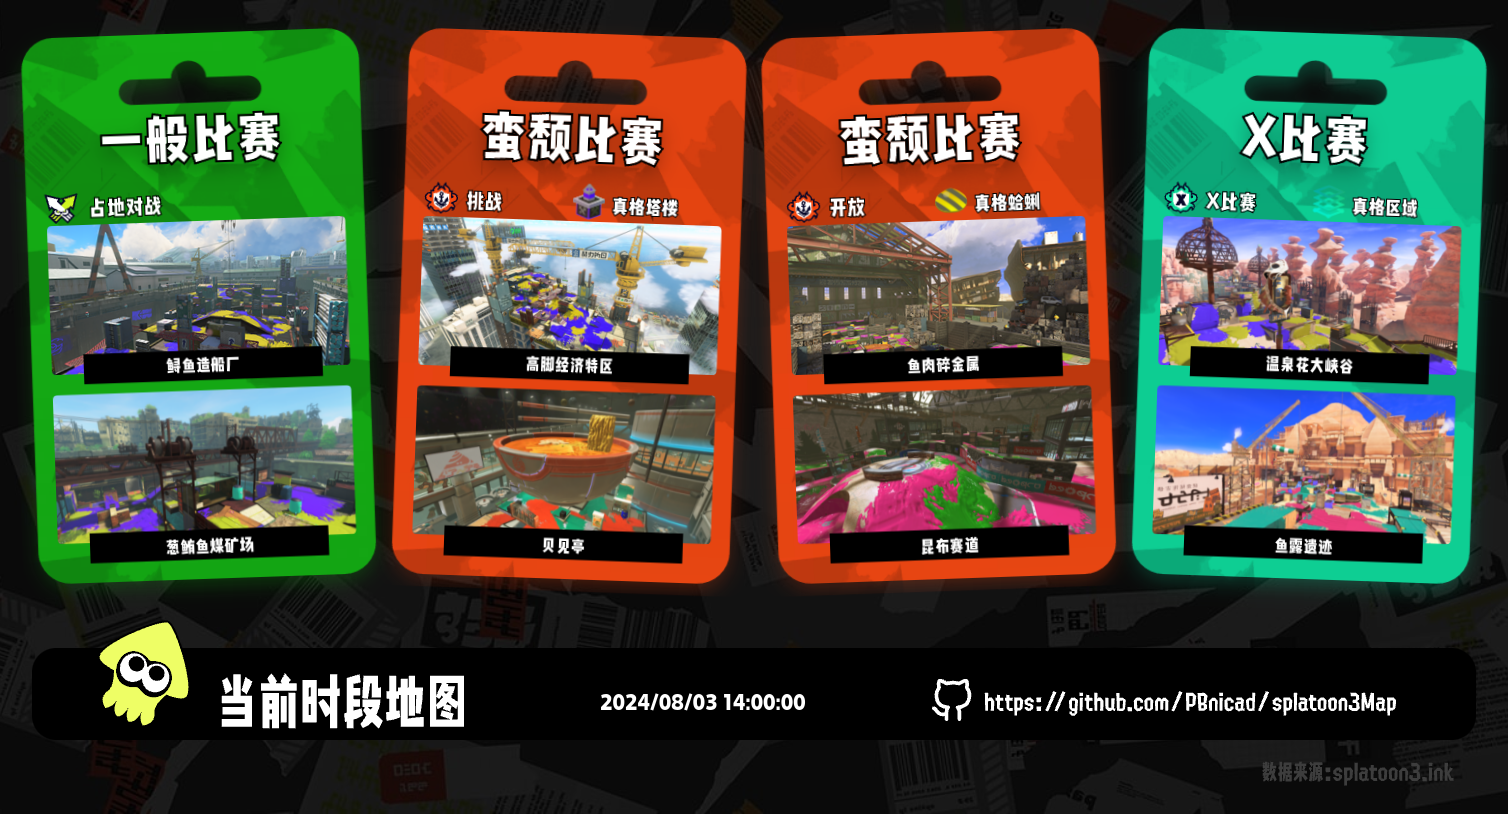 一般比赛
占地对战
鲟鱼造船厂
葱鲔鱼煤矿场
蛮颓比赛
挑战
真格塔楼
高脚经济特区
贝见亭
蛮颓比赛
开放
真格蛤蜊
鱼肉碎金属
昆布赛道
X比赛
X比赛
真格区域
温泉花大峡谷
鱼露遗迹
当前时段地图
2024/08/03 14:00:00
https://github.com/PBnicad/splatoon3Map
数据来源:splatoon3.ink